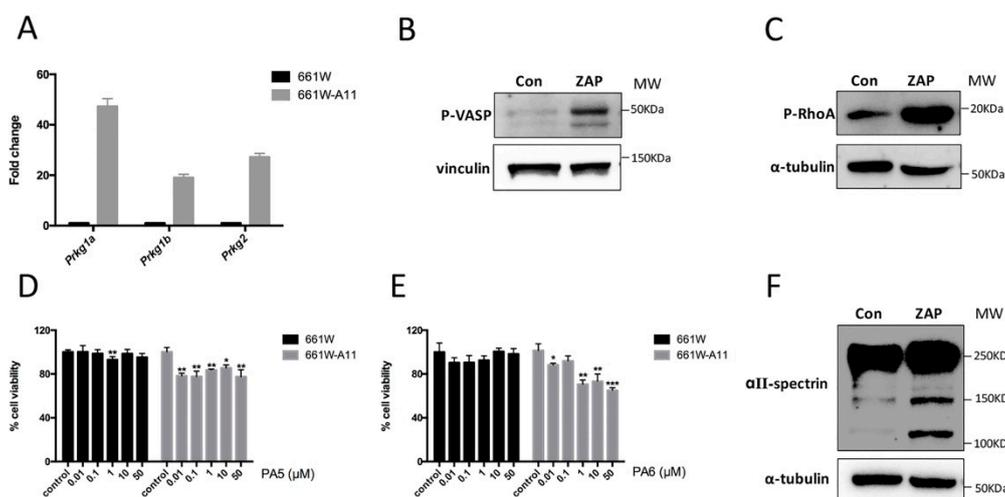 A
60
40
20
0
Fold change
661W
661W-A11
Prkg1a
Prkg1b
Prkg2
B
Con ZAP MW
P-VASP
50KDa
vinculin
150KDa
C
Con ZAP MW
P-RhoA
20KDa
α-tubulin
50KDa
D
120
80
40
0
% cell viability
661W
661W-A11
** ** ** ** * **
control 0.01 0.1 1 10 50 control 0.01 0.1 1 10 50 PA5 (μM)
E
120
80
40
0
% cell viability
661W
661W-A11
* ** ** ***
control 0.01 0.1 1 10 50 control 0.01 0.1 1 10 50 PA6 (μM)
F
Con ZAP MW
αII-spectrin
250KDa
150KD
100KDa
α-tubulin
50KDa